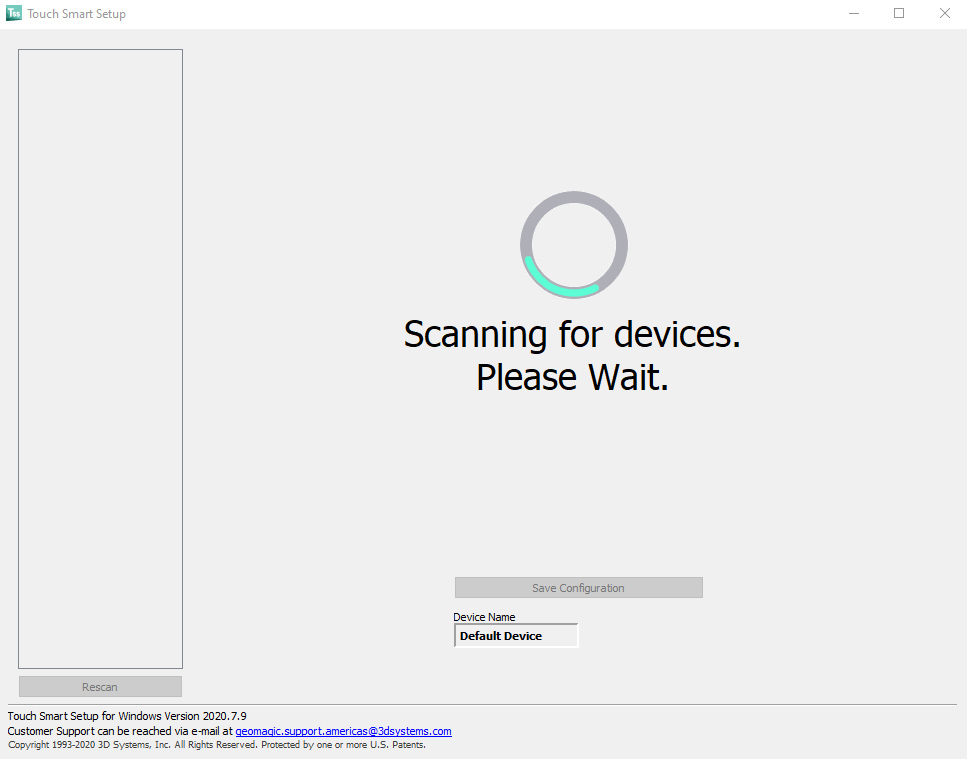 Tss Touch Smart Setup
Scanning for devices.
Please Wait.
Save Configuration
Device Name
Default Device
Rescan
Touch Smart Setup for Windows Version 2020.7.9
Customer Support can be reached via e-mail at geomagic.support.americas@3dsystems.com
Copyright 1993-2020 3D Systems, Inc. All Rights Reserved. Protected by one or more U.S. Patents.